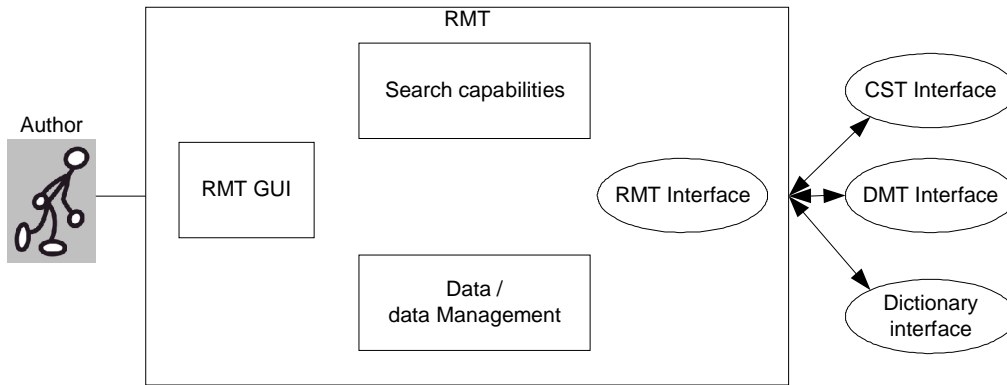 RMT
Search capabilities
CST Interface
Author
RMT GUI
RMT Interface
DMT Interface
Data /
data Management
Dictionary
interface